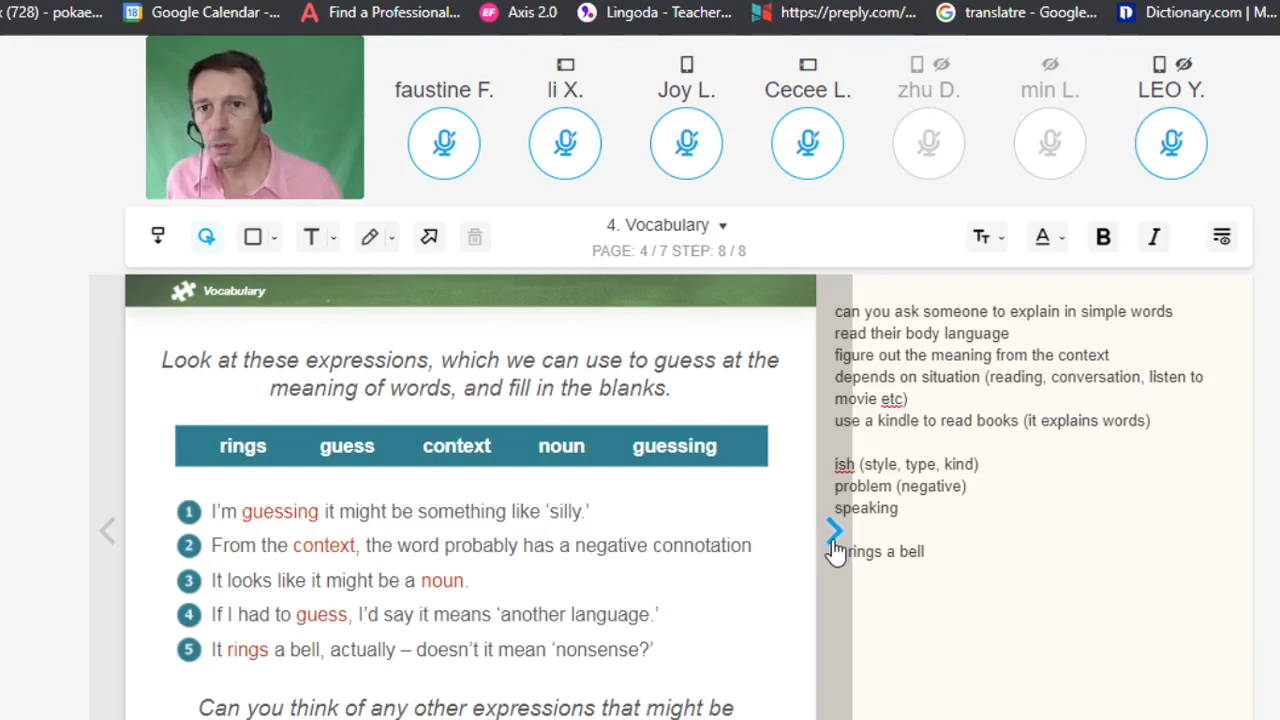 x (728) - pokae...
18 Google Calendar -...
A Find a Professional...
EF Axis 2.0
Lingoda - Teacher...
https://preply.com/...
G translatre - Google...
D Dictionary.com | M...
faustine F.
li X.
Joy L.
Cecee L.
zhu D.
min L.
LEO Y.
T
4. Vocabulary
PAGE: 4 / 7 STEP: 8 / 8
TT
A
B
I
Vocabulary
Look at these expressions, which we can use to guess at the
meaning of words, and fill in the blanks.
rings guess context noun guessing
1 I'm guessing it might be something like ‘silly.’
2 From the context, the word probably has a negative connotation
3 It looks like it might be a noun.
4 If I had to guess, I'd say it means ‘another language.’
5 It rings a bell, actually – doesn't it mean ‘nonsense?’
Can you think of any other expressions that might be
can you ask someone to explain in simple words
read their body language
figure out the meaning from the context
depends on situation (reading, conversation, listen to
movie etc)
use a kindle to read books (it explains words)
ish (style, type, kind)
problem (negative)
speaking
rings a bell